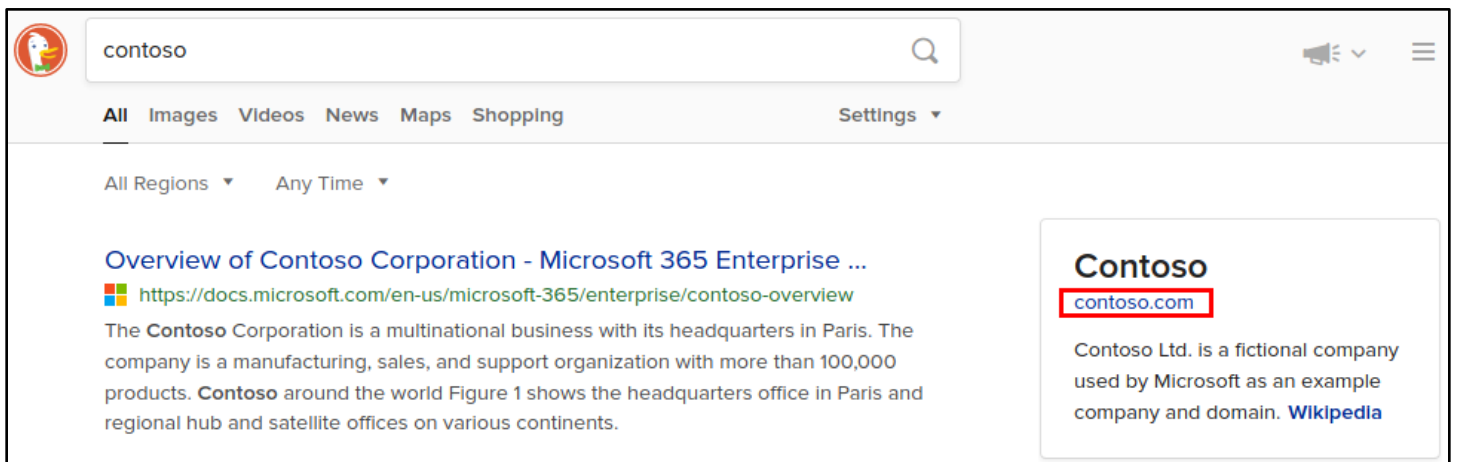 contoso
All Images Videos News Maps Shopping Settings
All Regions Any Time
Overview of Contoso Corporation - Microsoft 365 Enterprise ...
https://docs.microsoft.com/en-us/microsoft-365/enterprise/contoso-overview
The Contoso Corporation is a multinational business with its headquarters in Paris. The
company is a manufacturing, sales, and support organization with more than 100,000
products. Contoso around the world Figure 1 shows the headquarters office in Paris and
regional hub and satellite offices on various continents.
Contoso
contoso.com
Contoso Ltd. is a fictional company
used by Microsoft as an example
company and domain. Wikipedia